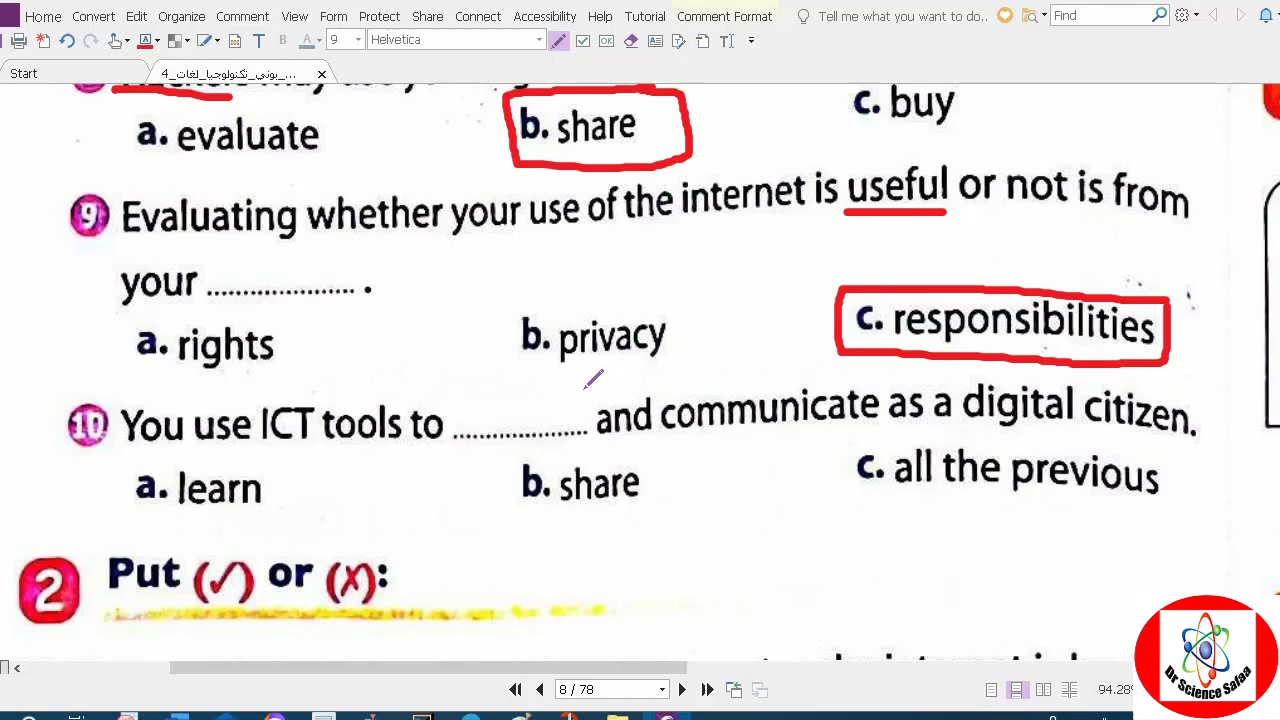 Home Convert Edit Organize Comment View Form Protect Share Connect Accessibility Help Tutorial Comment Format Tell me what you want to do.. Find
9 Helvetica
Start
4_بوني_تكنولوجيا_لغات_...
a. evaluate b. share c. buy
9 Evaluating whether your use of the internet is useful or not is from
your .................... .
a. rights b. privacy c. responsibilities
10 You use ICT tools to .................... and communicate as a digital citizen.
a. learn b. share c. all the previous
2 Put (✓) or (X):
8 / 78
94.28%
Dr Science Safaa